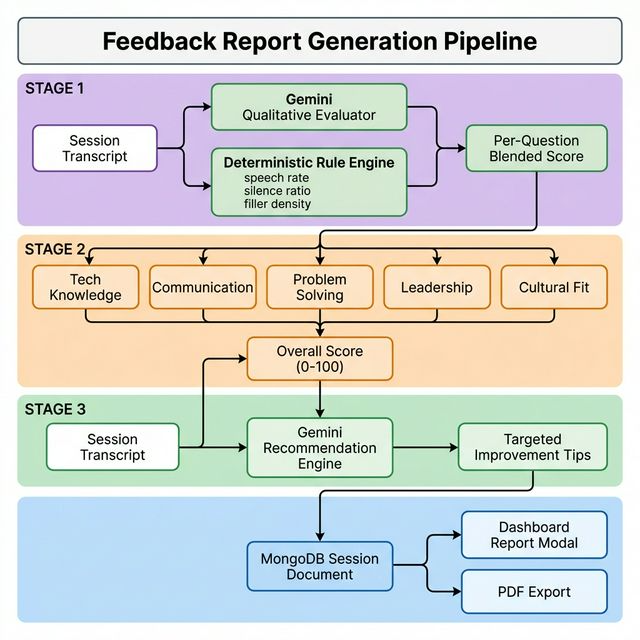 Feedback Report Generation Pipeline
STAGE 1
Session
Transcript
Gemini
Qualitative Evaluator
Deterministic Rule Engine
speech rate
silence ratio
filler density
Per-Question
Blended Score
STAGE 2
Tech
Knowledge
Communication
Problem
Solving
Leadership
Cultural Fit
Overall Score
(0-100)
STAGE 3
Session
Transcript
Gemini
Recommendation
Engine
Targeted
Improvement Tips
MongoDB Session
Document
Dashboard
Report Modal
PDF Export